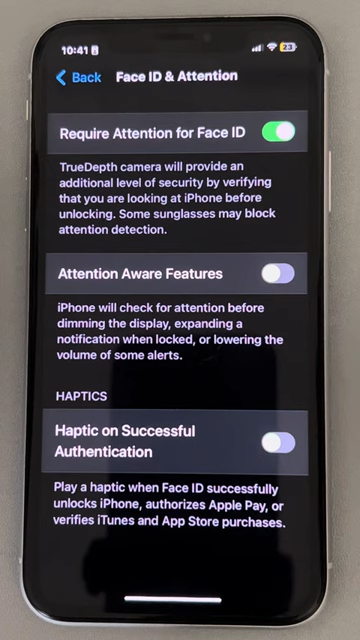 10:41
23
Back
Face ID & Attention
Require Attention for Face ID
TrueDepth camera will provide an
additional level of security by verifying
that you are looking at iPhone before
unlocking. Some sunglasses may block
attention detection.
Attention Aware Features
iPhone will check for attention before
dimming the display, expanding a
notification when locked, or lowering the
volume of some alerts.
HAPTICS
Haptic on Successful
Authentication
Play a haptic when Face ID successfully
unlocks iPhone, authorizes Apple Pay, or
verifies iTunes and App Store purchases.